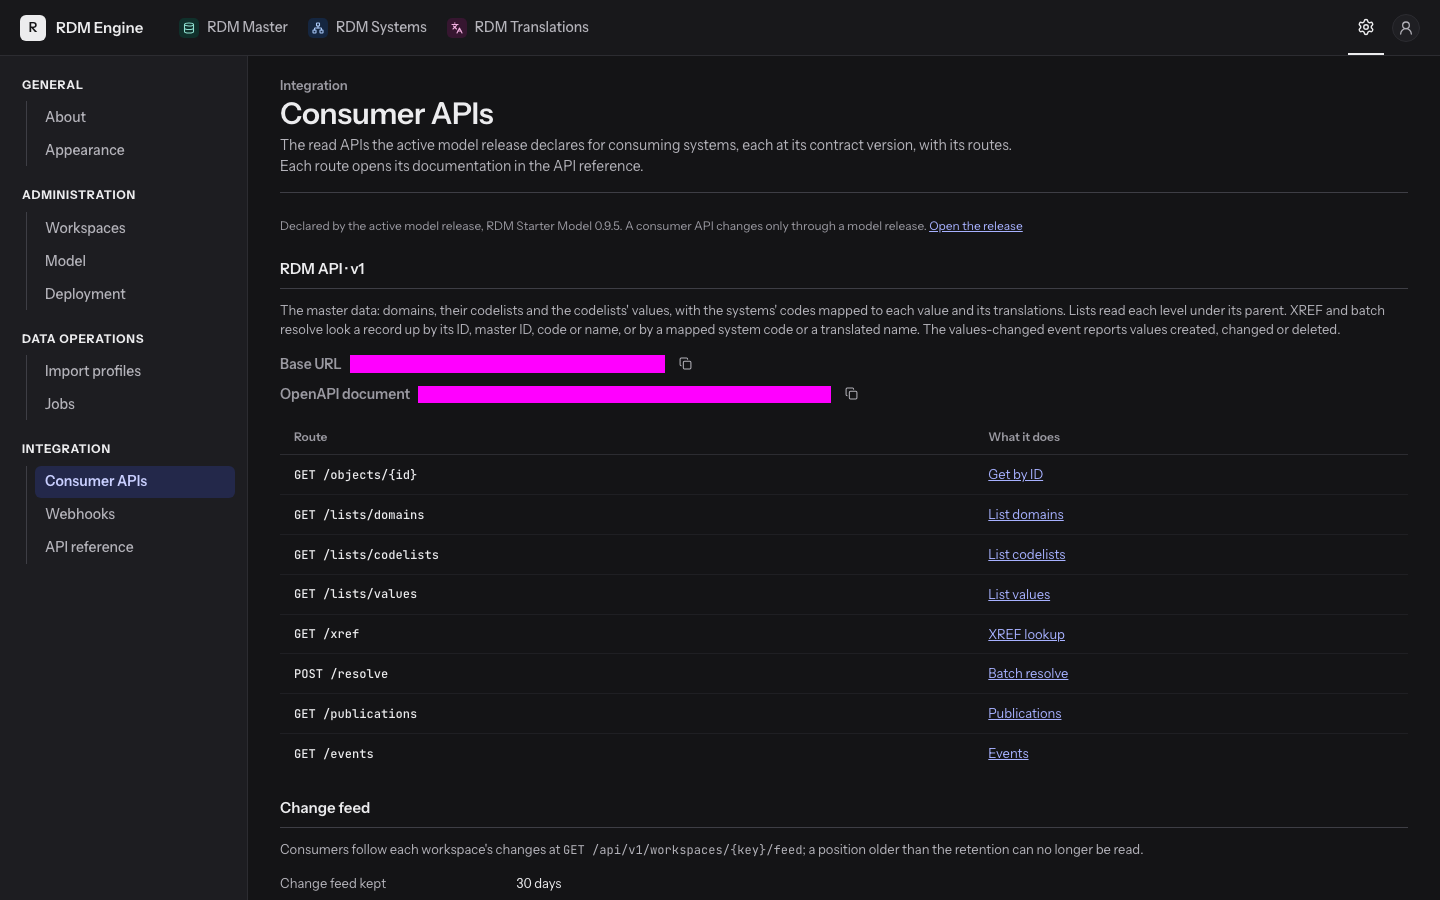 R RDM Engine RDM Master RDM Systems RDM Translations
GENERAL
About
Appearance
ADMINISTRATION
Workspaces
Model
Deployment
DATA OPERATIONS
Import profiles
Jobs
INTEGRATION
Consumer APIs
Webhooks
API reference
Integration
Consumer APIs
The read APIs the active model release declares for consuming systems, each at its contract version, with its routes.
Each route opens its documentation in the API reference.
Declared by the active model release, RDM Starter Model 0.9.5. A consumer API changes only through a model release. Open the release
RDM API · v1
The master data: domains, their codelists and the codelists' values, with the systems' codes mapped to each value and its translations. Lists read each level under its parent. XREF and batch
resolve look a record up by its ID, master ID, code or name, or by a mapped system code or a translated name. The values-changed event reports values created, changed or deleted.
Base URL
OpenAPI document
Route What it does
GET /objects/{id} Get by ID
GET /lists/domains List domains
GET /lists/codelists List codelists
GET /lists/values List values
GET /xref XREF lookup
POST /resolve Batch resolve
GET /publications Publications
GET /events Events
Change feed
Consumers follow each workspace's changes at GET /api/v1/workspaces/{key}/feed; a position older than the retention can no longer be read.
Change feed kept 30 days